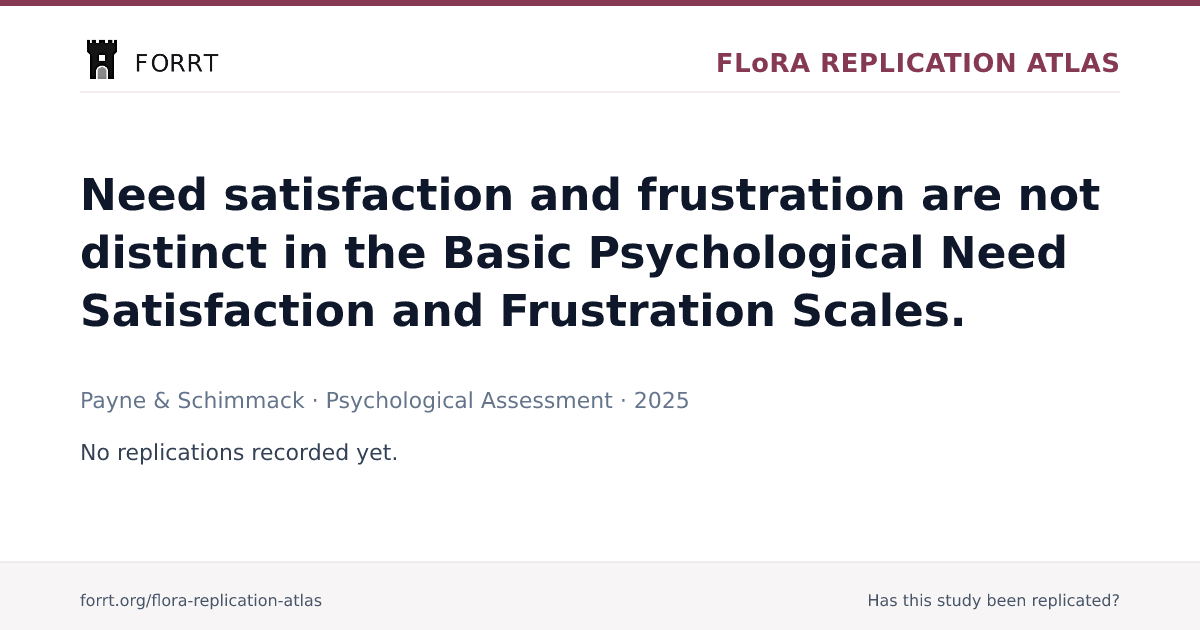 FORRT
FLoRA REPLICATION ATLAS
Need satisfaction and frustration are not
distinct in the Basic Psychological Need
Satisfaction and Frustration Scales.
Payne & Schimmack · Psychological Assessment · 2025
No replications recorded yet.
forrt.org/flora-replication-atlas
Has this study been replicated?